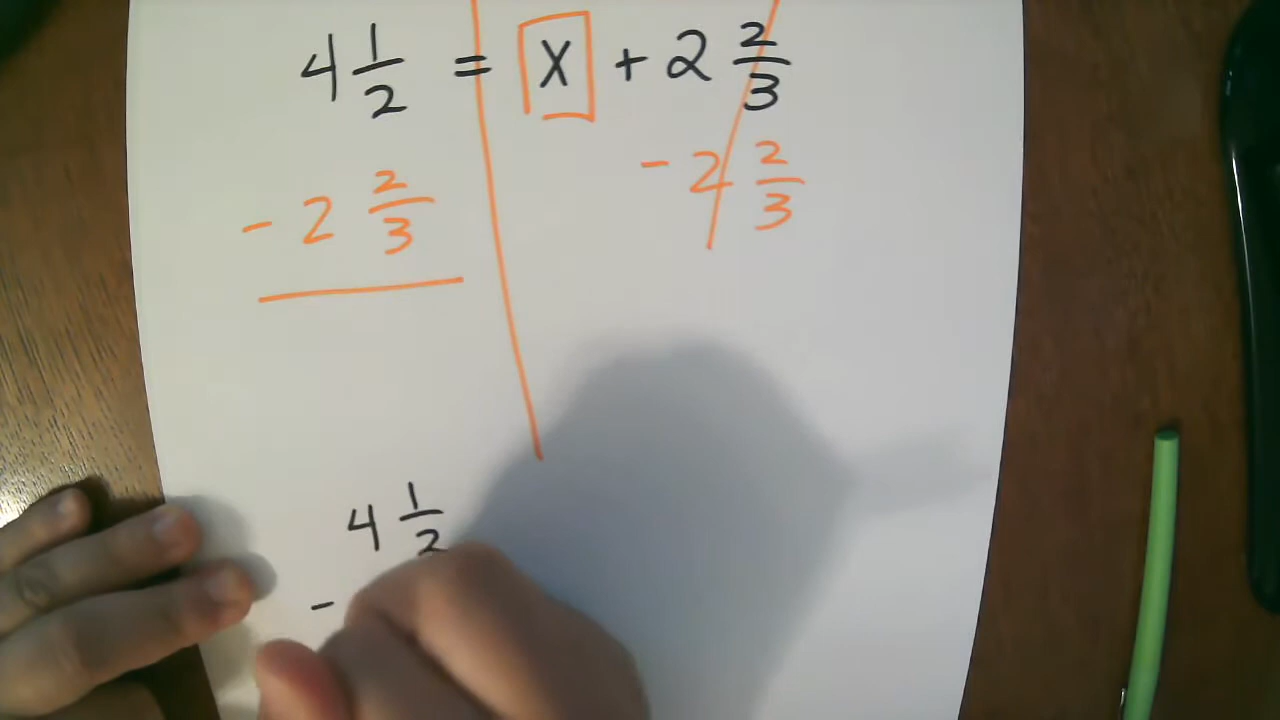 4 1/2 = x + 2 2/3
- 2 2/3 - 2 2/3
4 1/2
-